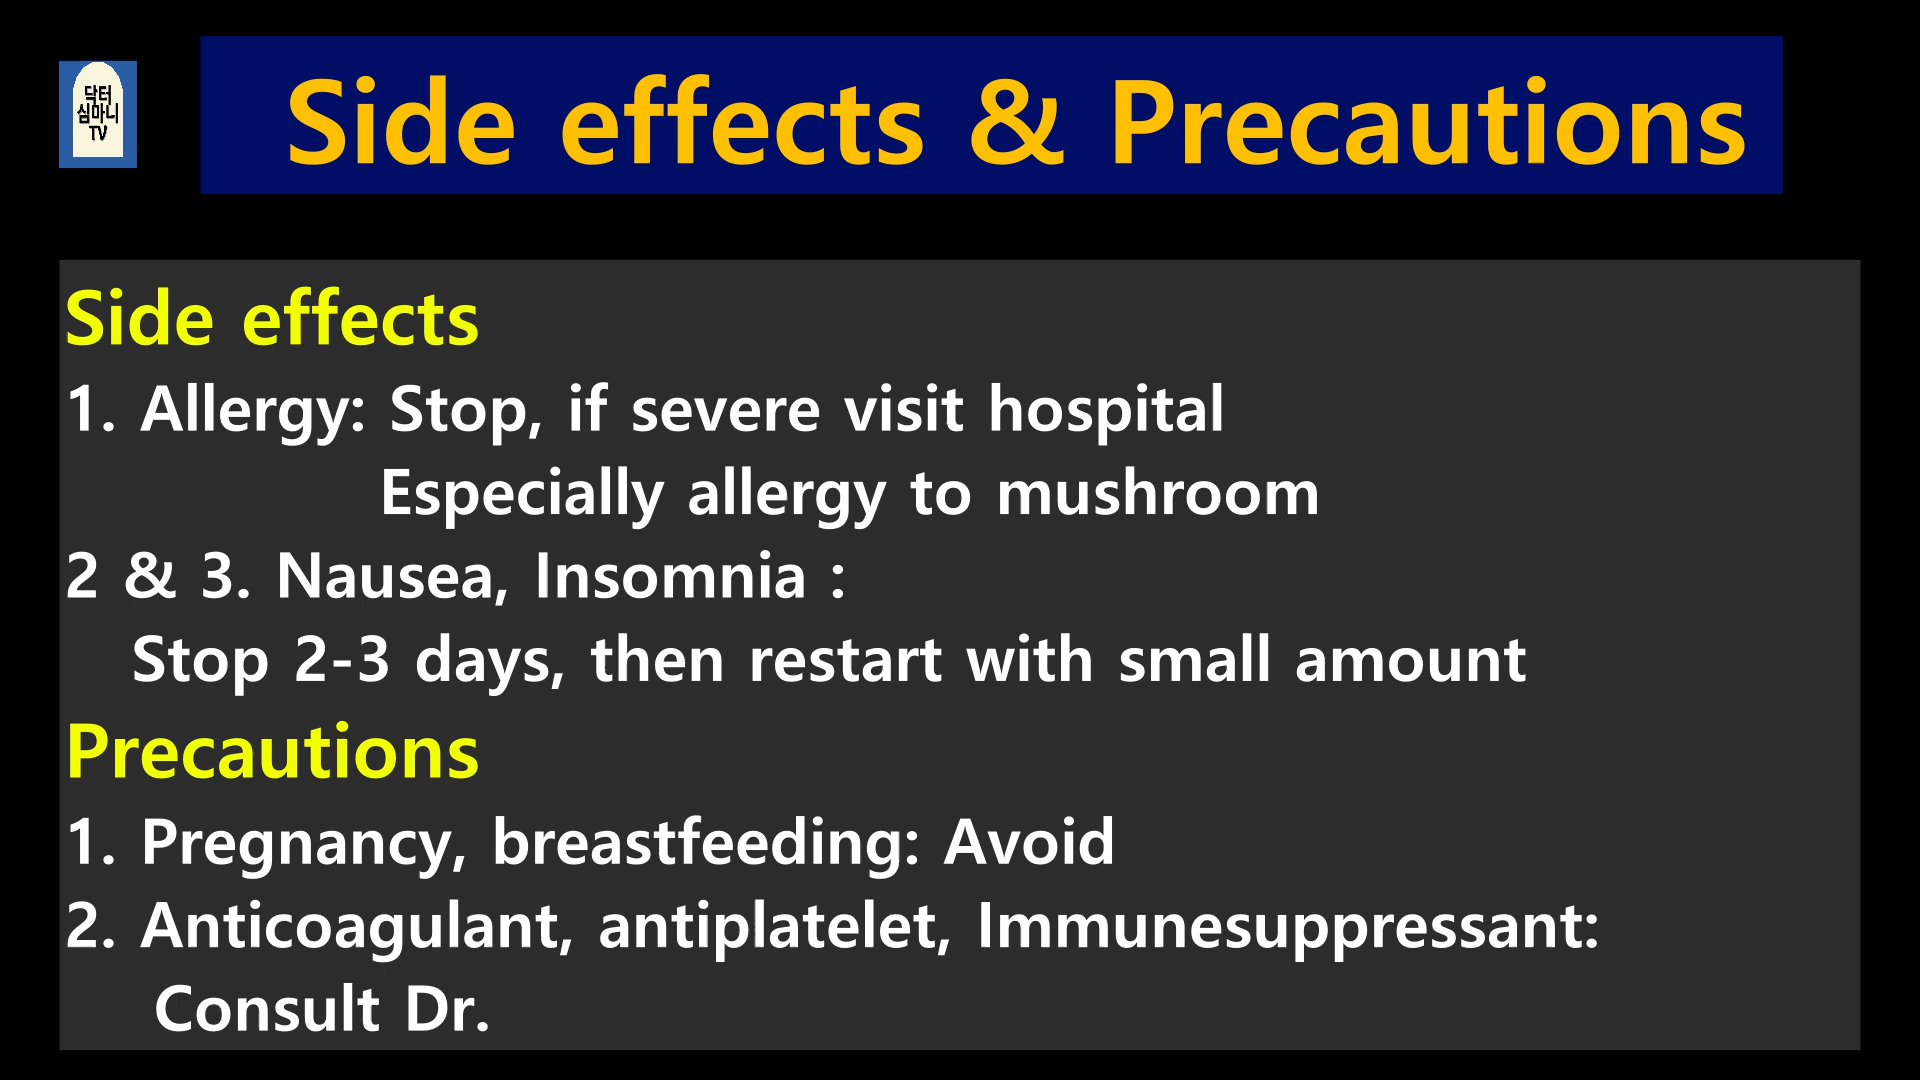 닥터
심마니
TV
Side effects & Precautions
Side effects
1. Allergy: Stop, if severe visit hospital
Especially allergy to mushroom
2 & 3. Nausea, Insomnia :
Stop 2-3 days, then restart with small amount
Precautions
1. Pregnancy, breastfeeding: Avoid
2. Anticoagulant, antiplatelet, Immunesuppressant:
Consult Dr.